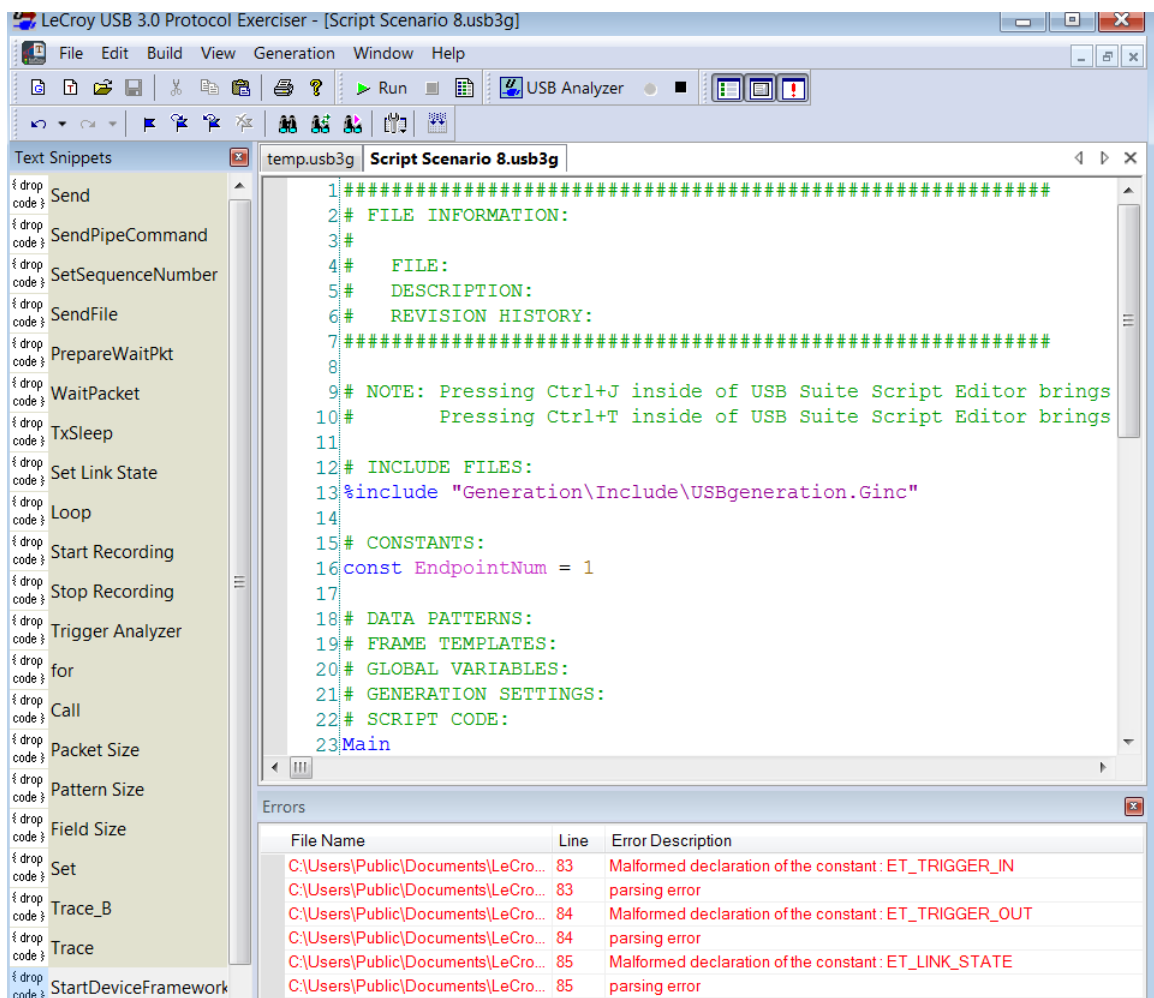 LeCroy USB 3.0 Protocol Exerciser - [Script Scenario 8.usb3g]
File Edit Build View Generation Window Help
Run USB Analyzer
Text Snippets
{ drop code } Send
{ drop code } SendPipeCommand
{ drop code } SetSequenceNumber
{ drop code } SendFile
{ drop code } PrepareWaitPkt
{ drop code } WaitPacket
{ drop code } TxSleep
{ drop code } Set Link State
{ drop code } Loop
{ drop code } Start Recording
{ drop code } Stop Recording
{ drop code } Trigger Analyzer
{ drop code } for
{ drop code } Call
{ drop code } Packet Size
{ drop code } Pattern Size
{ drop code } Field Size
{ drop code } Set
{ drop code } Trace_B
{ drop code } Trace
{ drop code } StartDeviceFramework
temp.usb3g Script Scenario 8.usb3g
1 ###########################################################
2 # FILE INFORMATION:
3 #
4 #   FILE:
5 #   DESCRIPTION:
6 #   REVISION HISTORY:
7 ###########################################################
8
9 # NOTE: Pressing Ctrl+J inside of USB Suite Script Editor brings
10 #       Pressing Ctrl+T inside of USB Suite Script Editor brings
11
12 # INCLUDE FILES:
13 %include "Generation\Include\USBgeneration.Ginc"
14
15 # CONSTANTS:
16 const EndpointNum = 1
17
18 # DATA PATTERNS:
19 # FRAME TEMPLATES:
20 # GLOBAL VARIABLES:
21 # GENERATION SETTINGS:
22 # SCRIPT CODE:
23 Main
Errors
File Name Line Error Description
C:\Users\Public\Documents\LeCro... 83 Malformed declaration of the constant : ET_TRIGGER_IN
C:\Users\Public\Documents\LeCro... 83 parsing error
C:\Users\Public\Documents\LeCro... 84 Malformed declaration of the constant : ET_TRIGGER_OUT
C:\Users\Public\Documents\LeCro... 84 parsing error
C:\Users\Public\Documents\LeCro... 85 Malformed declaration of the constant : ET_LINK_STATE
C:\Users\Public\Documents\LeCro... 85 parsing error